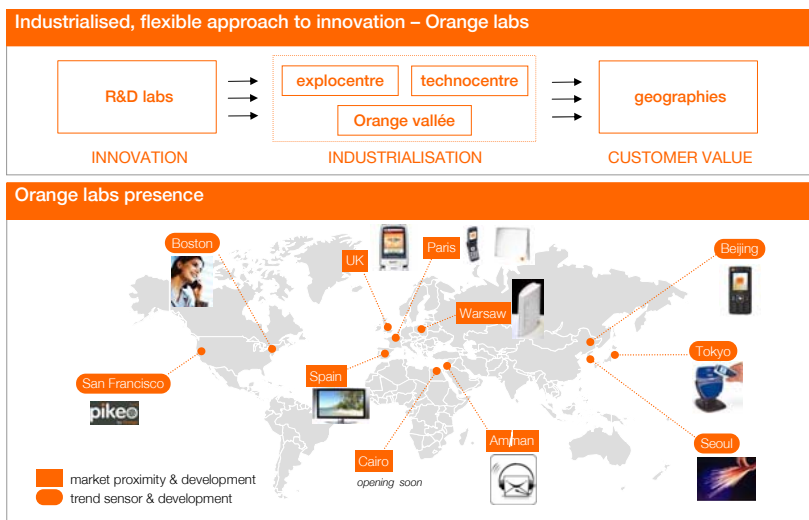 Industrialised, flexible approach to innovation – Orange labs
R&D labs
explocentre
technocentre
Orange vallée
geographies
INNOVATION
INDUSTRIALISATION
CUSTOMER VALUE
Orange labs presence
Boston
UK
Paris
Beijing
Warsaw
San Francisco
pikeo
Spain
Tokyo
Cairo
opening soon
Amman
Seoul
market proximity & development
trend sensor & development